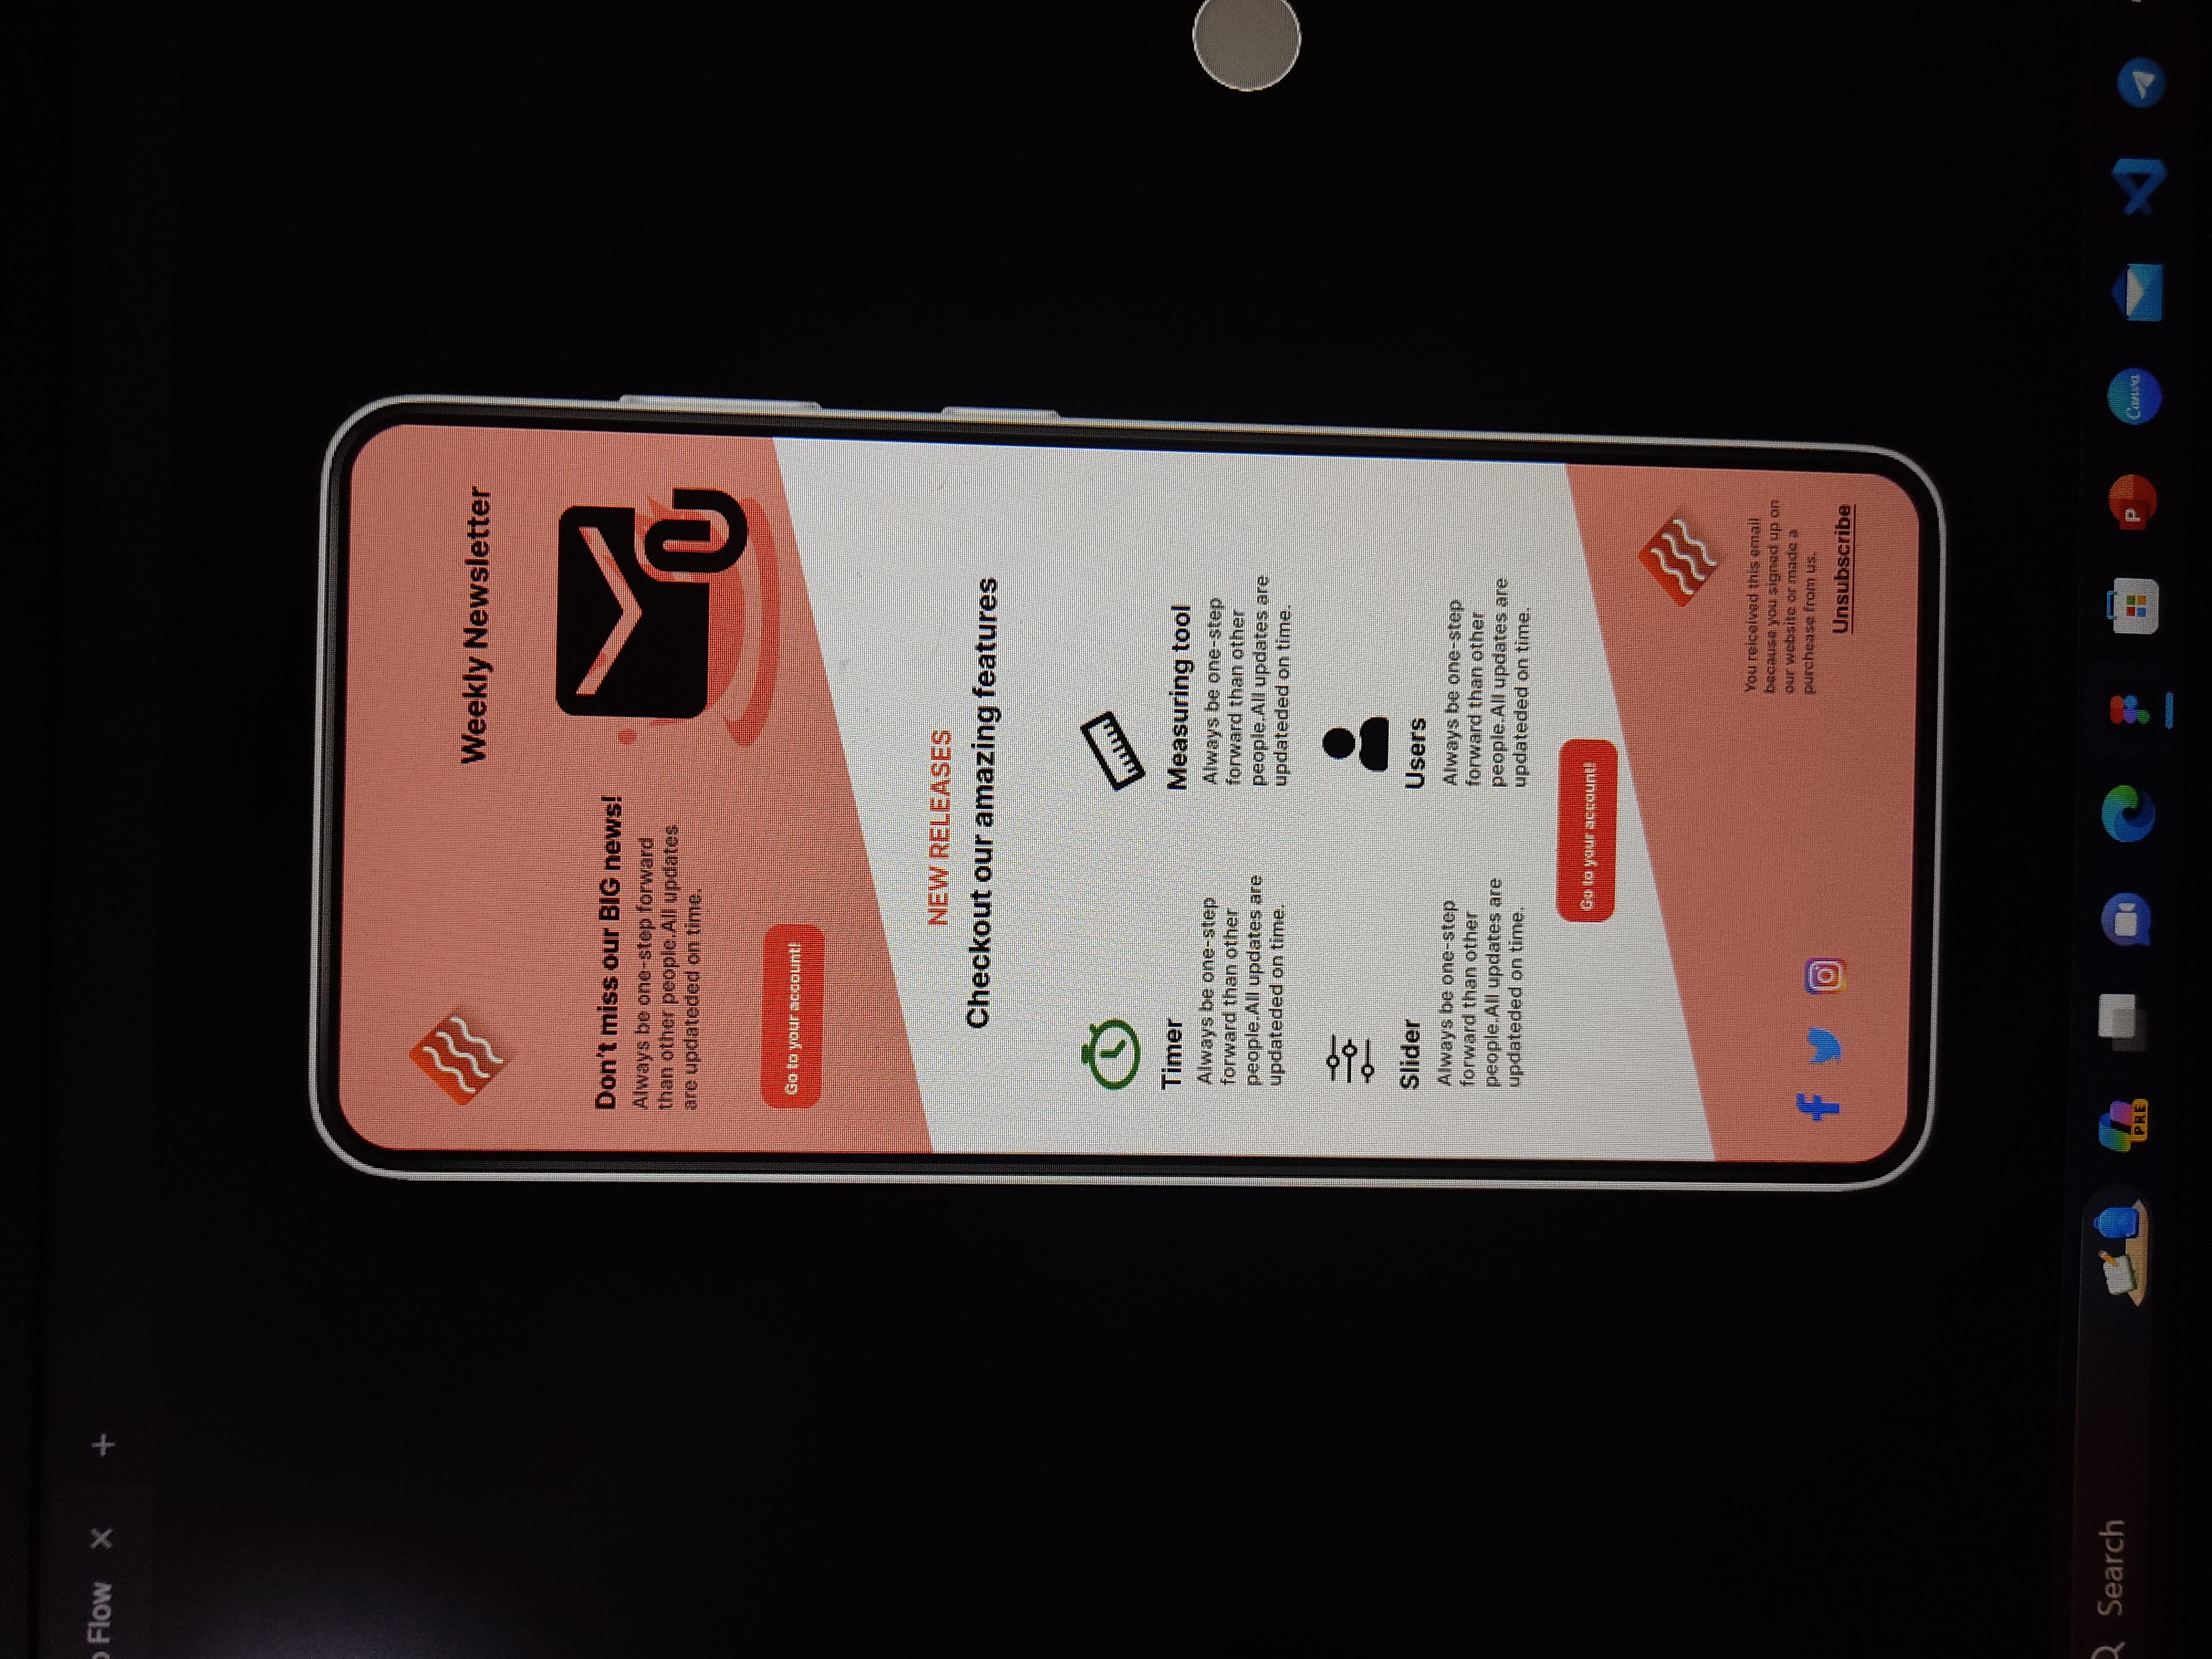 Flow
Weekly Newsletter
Don't miss our BIG news!
Always be one-step forward
than other people.All updates
are updateded on time.
Go to your account!
NEW RELEASES
Checkout our amazing features
Timer
Always be one-step
forward than other
people.All updates are
updateded on time.
Measuring tool
Always be one-step
forward than other
people.All updates are
updateded on time.
Slider
Always be one-step
forward than other
people.All updates are
updateded on time.
Users
Always be one-step
forward than other
people.All updates are
updateded on time.
Go to your account!
You reiceived this email
because you signed up on
our website or made a
purchease from us.
Unsubscribe
Search
PRE
P
Canva